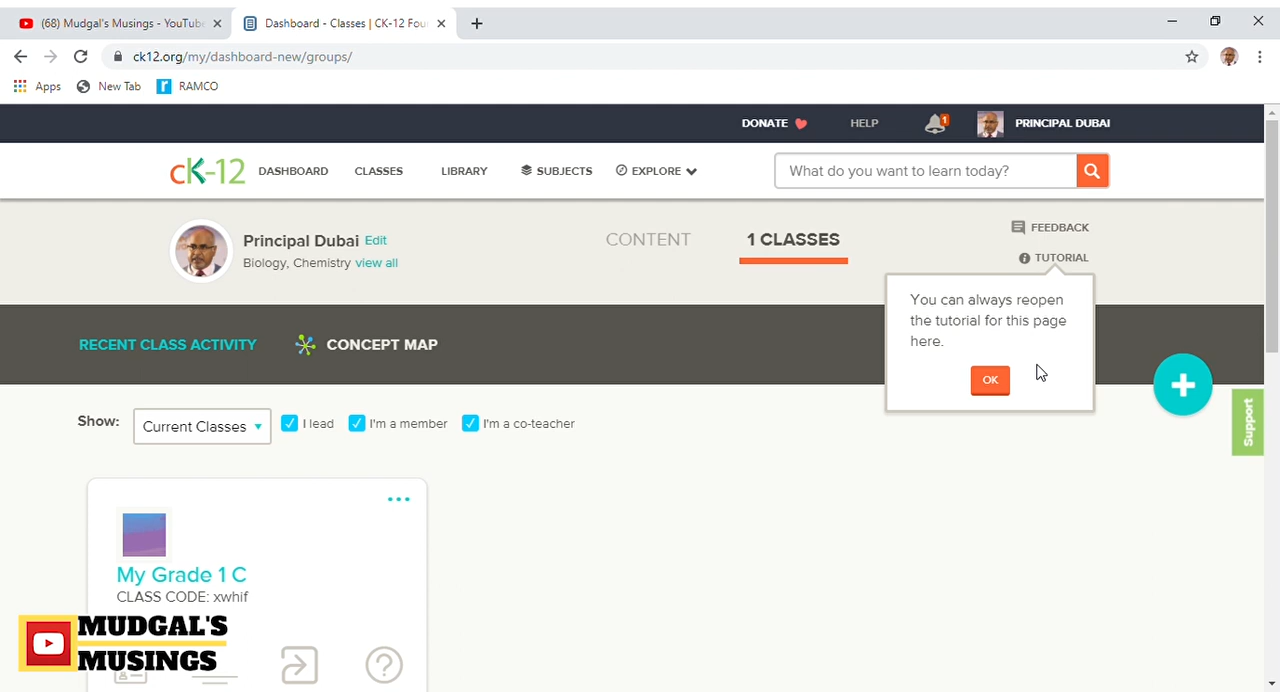 (68) Mudgal's Musings - YouTube
Dashboard - Classes | CK-12 Fou
ck12.org/my/dashboard-new/groups/
Apps
New Tab
RAMCO
DONATE
HELP
1
PRINCIPAL DUBAI
cK-12
DASHBOARD
CLASSES
LIBRARY
SUBJECTS
EXPLORE
What do you want to learn today?
Principal Dubai Edit
Biology, Chemistry view all
CONTENT
1 CLASSES
FEEDBACK
TUTORIAL
You can always reopen
the tutorial for this page
here.
OK
RECENT CLASS ACTIVITY
CONCEPT MAP
Support
Show:
Current Classes
I lead
I'm a member
I'm a co-teacher
My Grade 1 C
CLASS CODE: xwhif
MUDGAL'S
MUSINGS